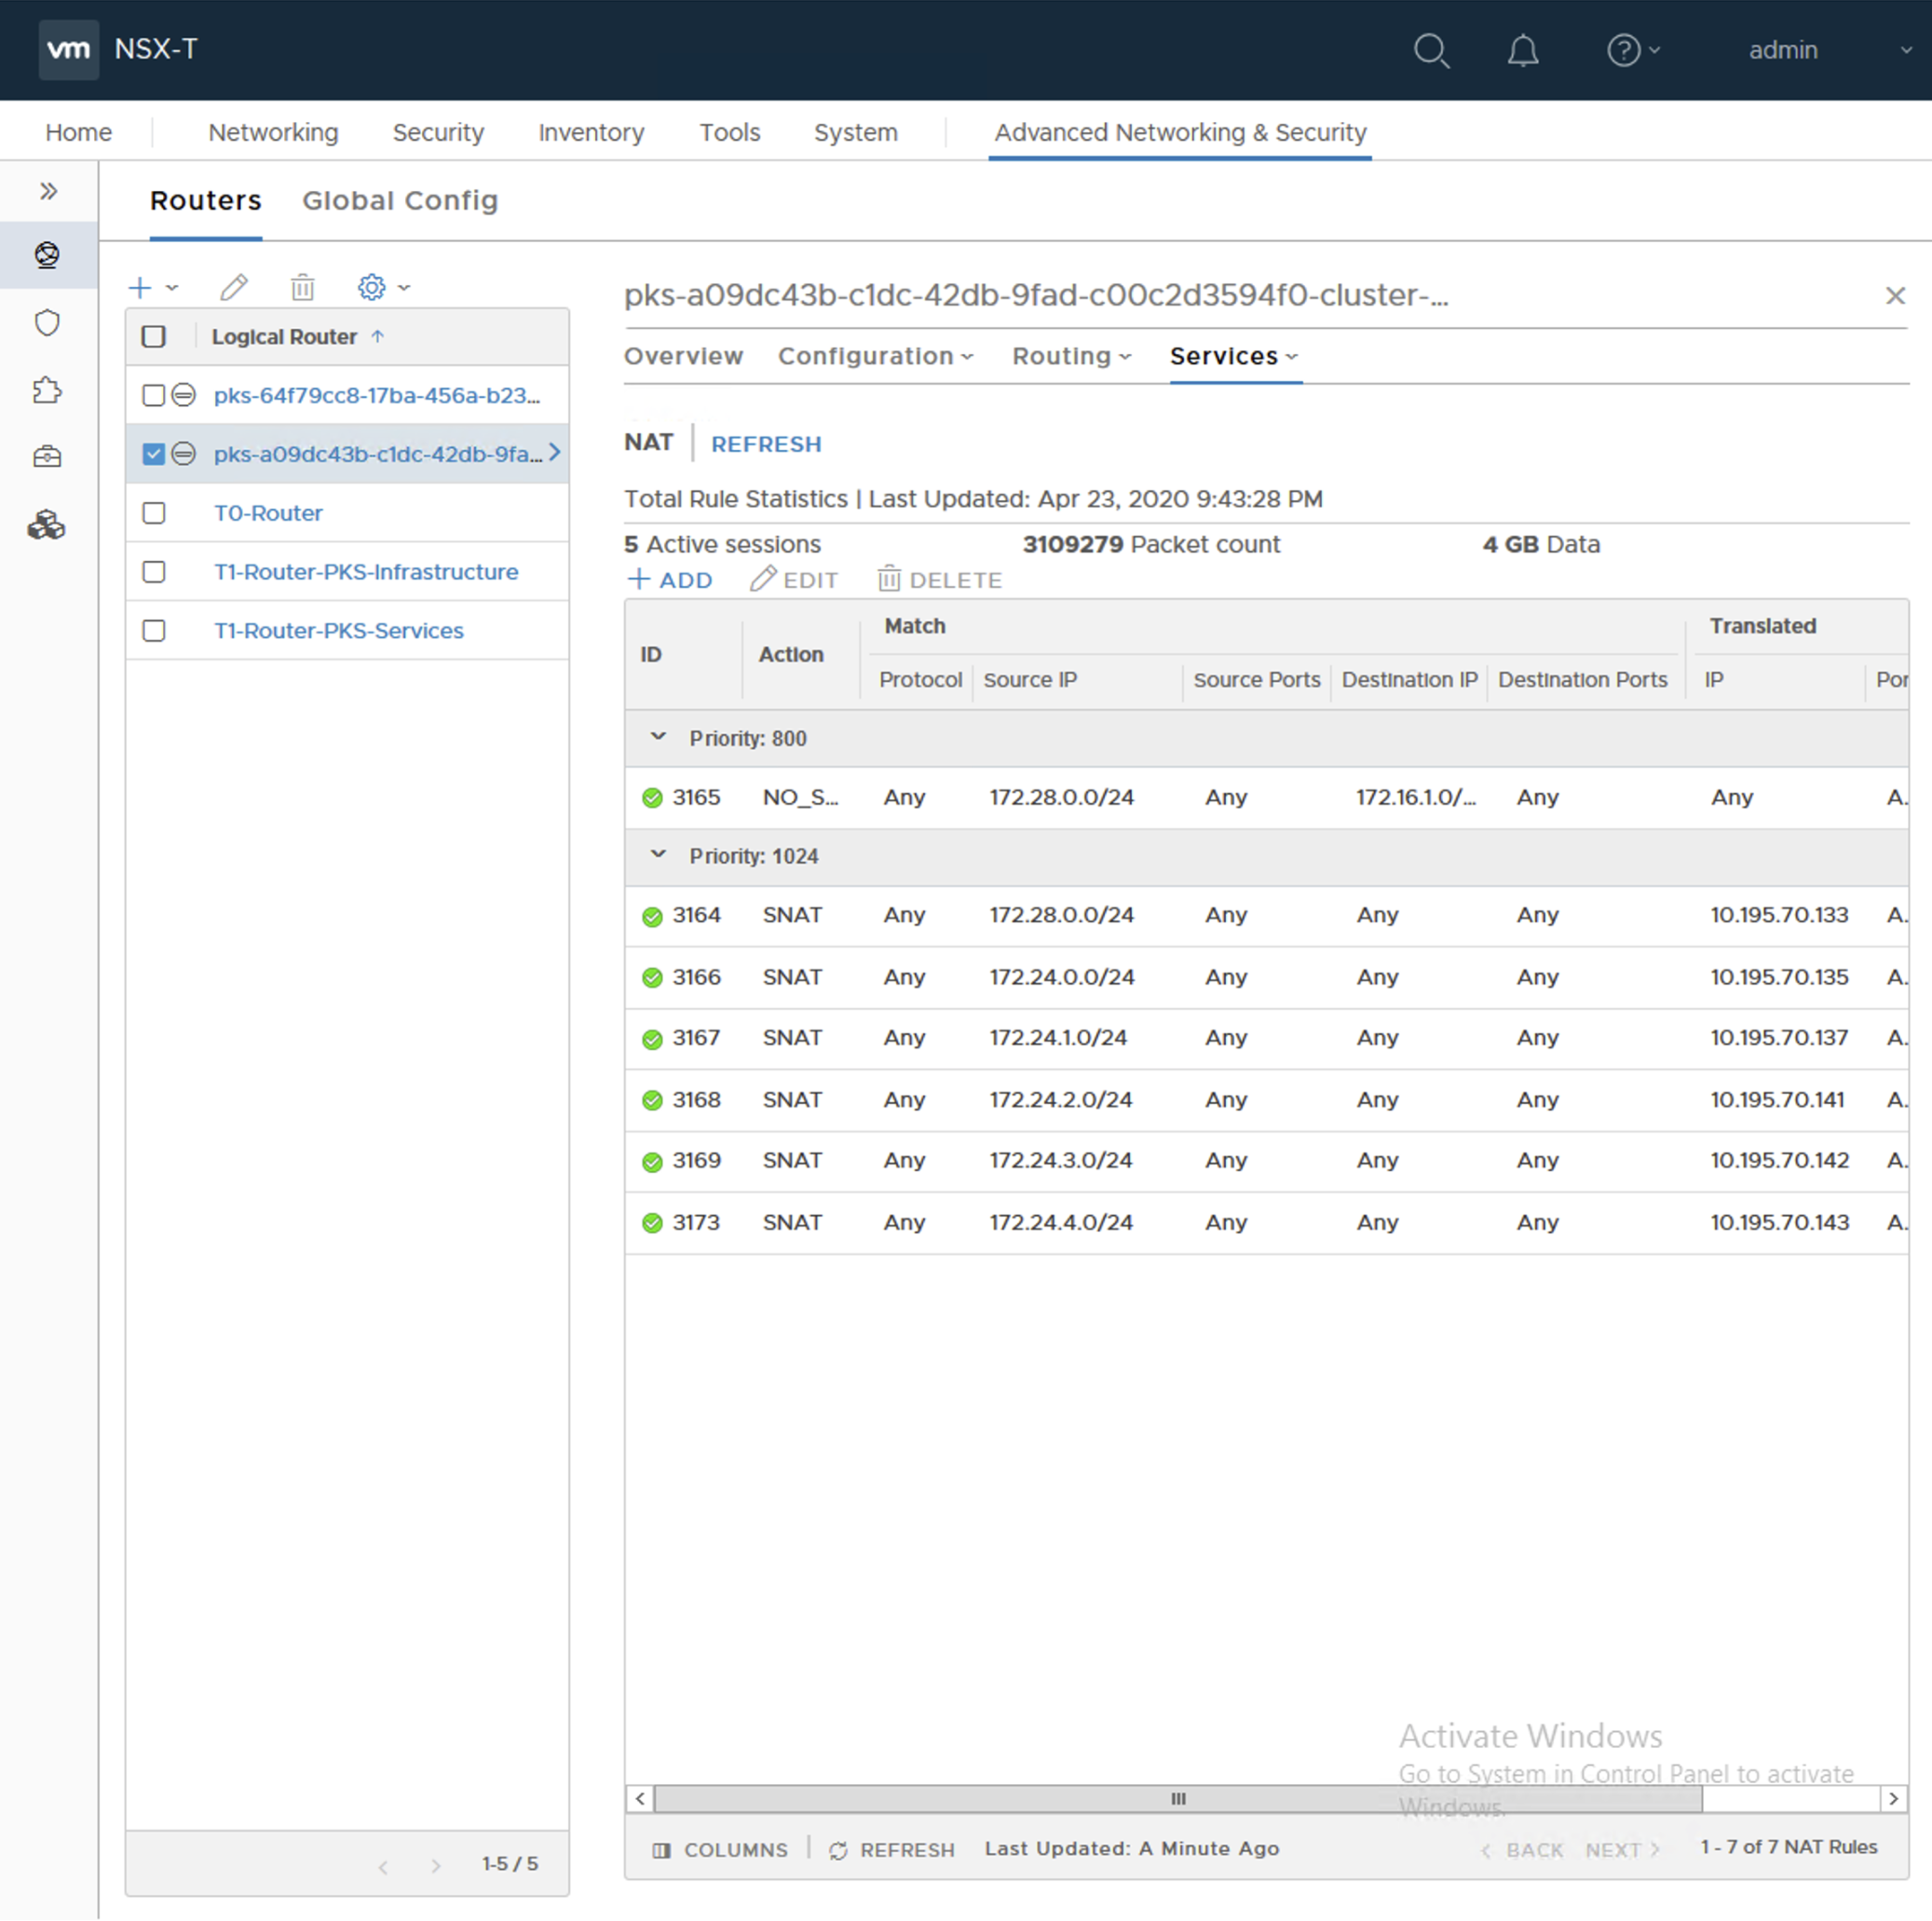 vm NSX-T admin
Home Networking Security Inventory Tools System Advanced Networking & Security
Routers Global Config
Logical Router
pks-64f79cc8-17ba-456a-b23...
pks-a09dc43b-c1dc-42db-9fa...
T0-Router
T1-Router-PKS-Infrastructure
T1-Router-PKS-Services
1-5 / 5
pks-a09dc43b-c1dc-42db-9fad-c00c2d3594f0-cluster-...
Overview Configuration Routing Services
NAT | REFRESH
Total Rule Statistics | Last Updated: Apr 23, 2020 9:43:28 PM
5 Active sessions 3109279 Packet count 4 GB Data
+ ADD EDIT DELETE
ID Action Match Translated
Protocol Source IP Source Ports Destination IP Destination Ports IP Por
Priority: 800
3165 NO_S... Any 172.28.0.0/24 Any 172.16.1.0/... Any Any A.
Priority: 1024
3164 SNAT Any 172.28.0.0/24 Any Any Any 10.195.70.133 A.
3166 SNAT Any 172.24.0.0/24 Any Any Any 10.195.70.135 A.
3167 SNAT Any 172.24.1.0/24 Any Any Any 10.195.70.137 A.
3168 SNAT Any 172.24.2.0/24 Any Any Any 10.195.70.141 A.
3169 SNAT Any 172.24.3.0/24 Any Any Any 10.195.70.142 A.
3173 SNAT Any 172.24.4.0/24 Any Any Any 10.195.70.143 A.
Activate Windows
Go to System in Control Panel to activate
Windows.
COLUMNS | REFRESH Last Updated: A Minute Ago < BACK NEXT > 1 - 7 of 7 NAT Rules